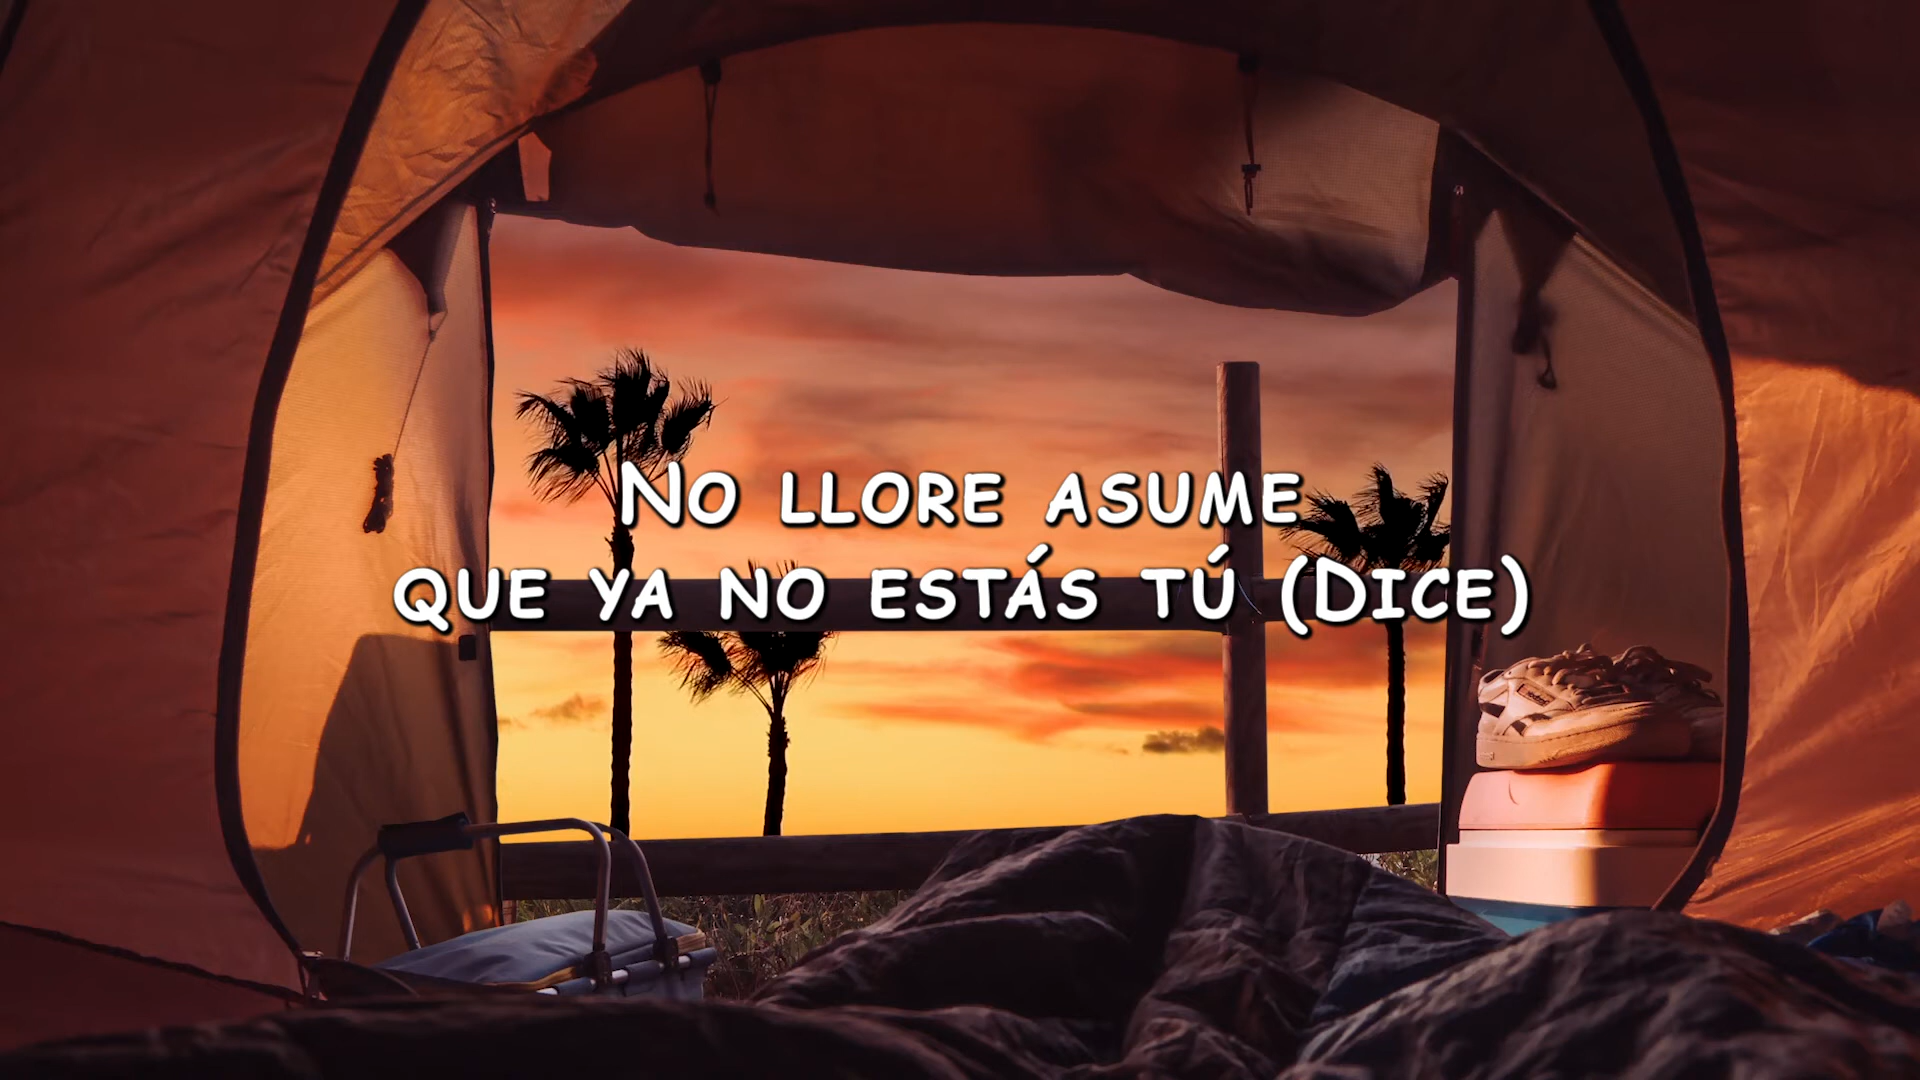 No llore asume
que ya no estás tú (Dice)